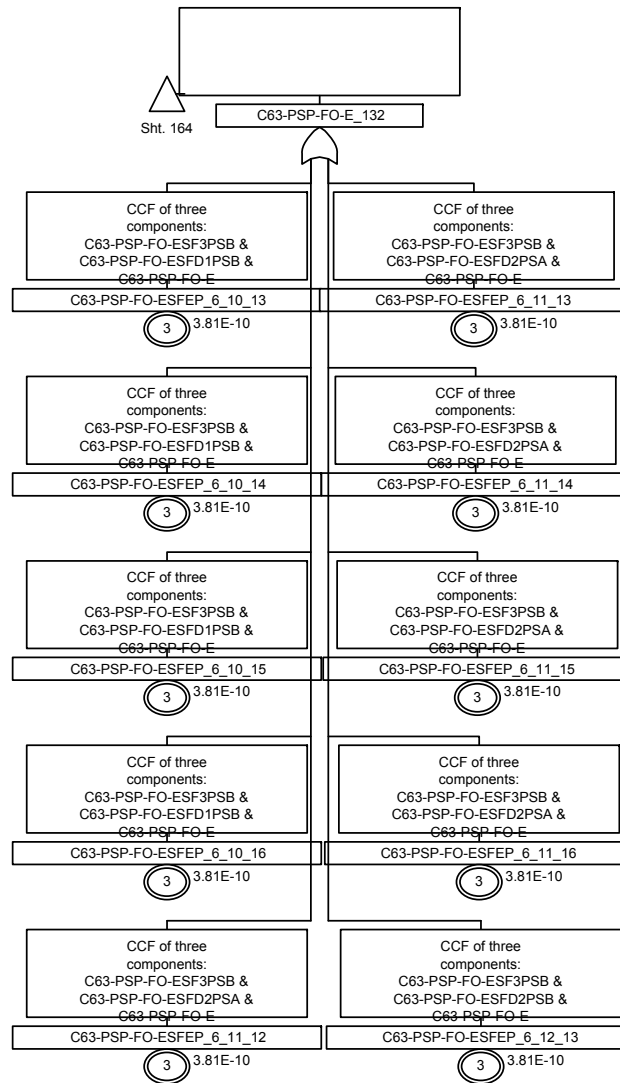 C63-PSP-FO-E_132
Sht. 164
CCF of three
components:
C63-PSP-FO-ESF3PSB &
C63-PSP-FO-ESFD1PSB &
C63-PSP-FO-E
C63-PSP-FO-ESFEP_6_10_13
3
3.81E-10
CCF of three
components:
C63-PSP-FO-ESF3PSB &
C63-PSP-FO-ESFD2PSA &
C63-PSP-FO-E
C63-PSP-FO-ESFEP_6_11_13
3
3.81E-10
CCF of three
components:
C63-PSP-FO-ESF3PSB &
C63-PSP-FO-ESFD1PSB &
C63-PSP-FO-E
C63-PSP-FO-ESFEP_6_10_14
3
3.81E-10
CCF of three
components:
C63-PSP-FO-ESF3PSB &
C63-PSP-FO-ESFD2PSA &
C63-PSP-FO-E
C63-PSP-FO-ESFEP_6_11_14
3
3.81E-10
CCF of three
components:
C63-PSP-FO-ESF3PSB &
C63-PSP-FO-ESFD1PSB &
C63-PSP-FO-E
C63-PSP-FO-ESFEP_6_10_15
3
3.81E-10
CCF of three
components:
C63-PSP-FO-ESF3PSB &
C63-PSP-FO-ESFD2PSA &
C63-PSP-FO-E
C63-PSP-FO-ESFEP_6_11_15
3
3.81E-10
CCF of three
components:
C63-PSP-FO-ESF3PSB &
C63-PSP-FO-ESFD1PSB &
C63-PSP-FO-E
C63-PSP-FO-ESFEP_6_10_16
3
3.81E-10
CCF of three
components:
C63-PSP-FO-ESF3PSB &
C63-PSP-FO-ESFD2PSA &
C63-PSP-FO-E
C63-PSP-FO-ESFEP_6_11_16
3
3.81E-10
CCF of three
components:
C63-PSP-FO-ESF3PSB &
C63-PSP-FO-ESFD2PSA &
C63-PSP-FO-E
C63-PSP-FO-ESFEP_6_11_12
3
3.81E-10
CCF of three
components:
C63-PSP-FO-ESF3PSB &
C63-PSP-FO-ESFD2PSB &
C63-PSP-FO-E
C63-PSP-FO-ESFEP_6_12_13
3
3.81E-10